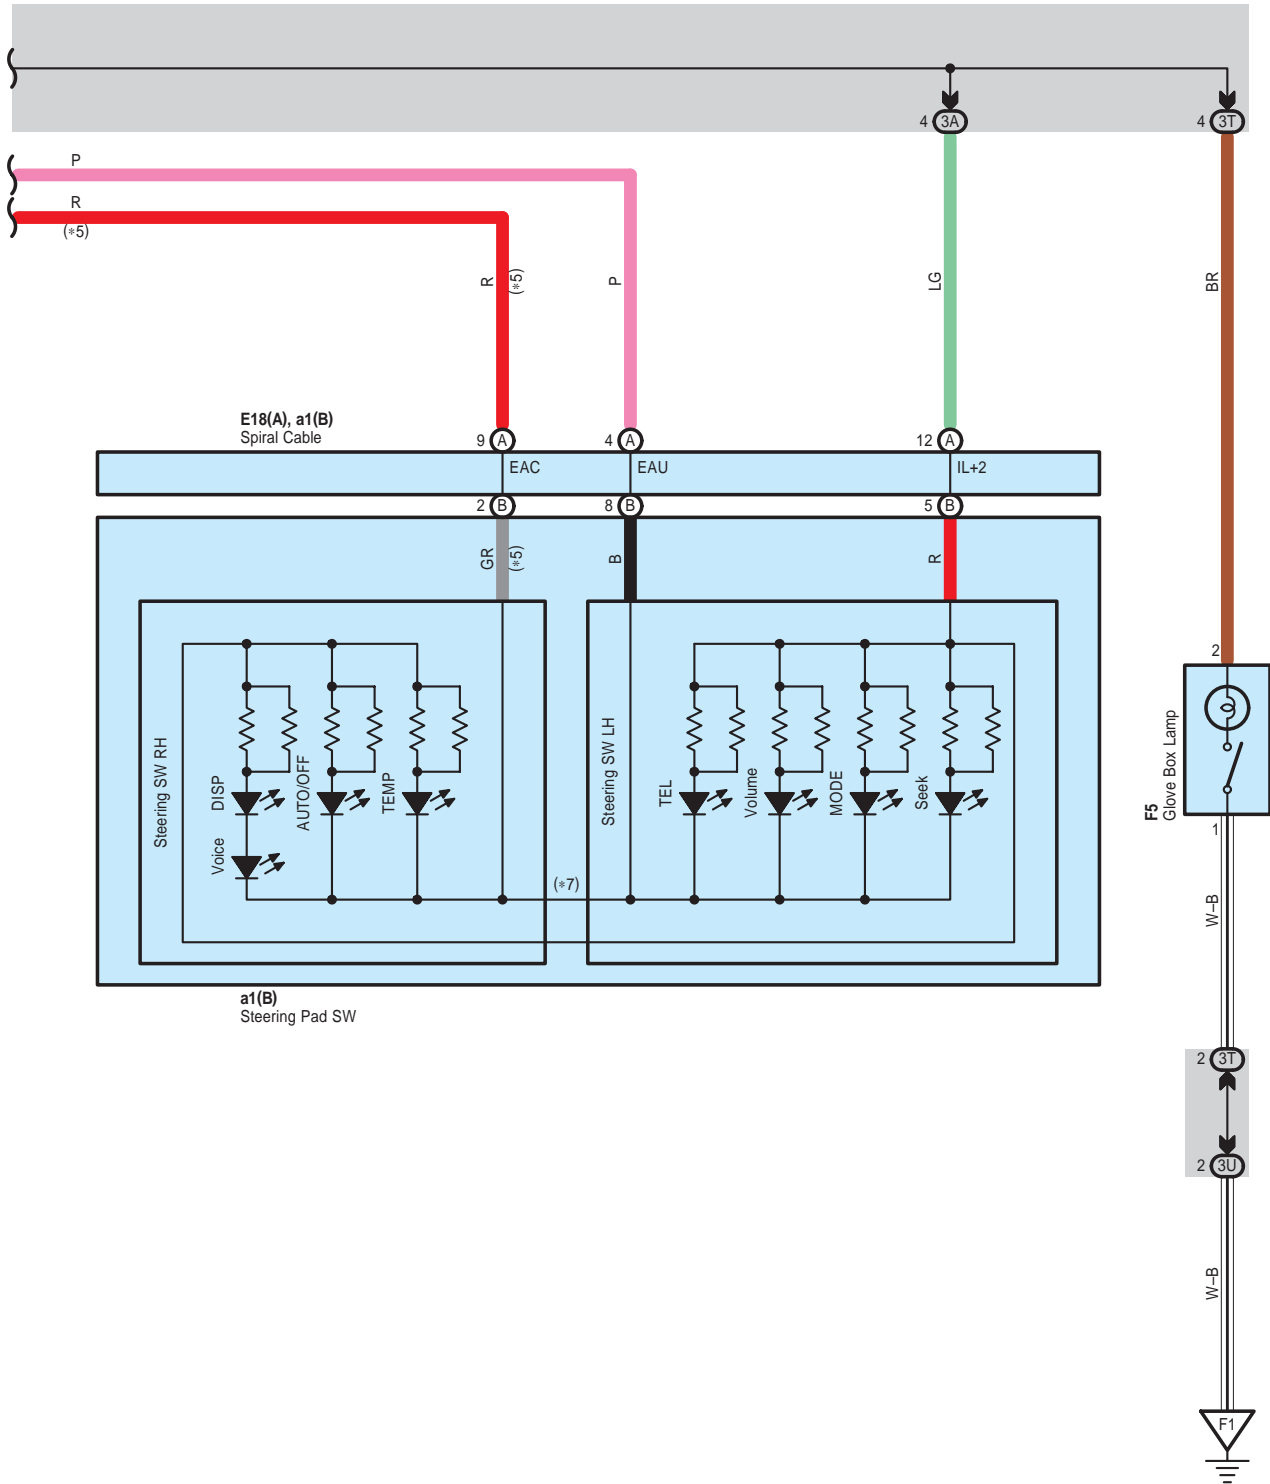 4 3A
4 3T
P
R
(*5)
R
(*5)
P
LG
BR
E18(A), a1(B)
Spiral Cable
9 A
4 A
12 A
EAC
EAU
IL+2
2 B
8 B
5 B
GR
(*5)
B
R
Steering SW RH
DISP
Voice
AUTO/OFF
TEMP
Steering SW LH
TEL
Volume
MODE
Seek
(*7)
a1(B)
Steering Pad SW
2
F5
Glove Box Lamp
1
W–B
2 3T
2 3U
W–B
F1